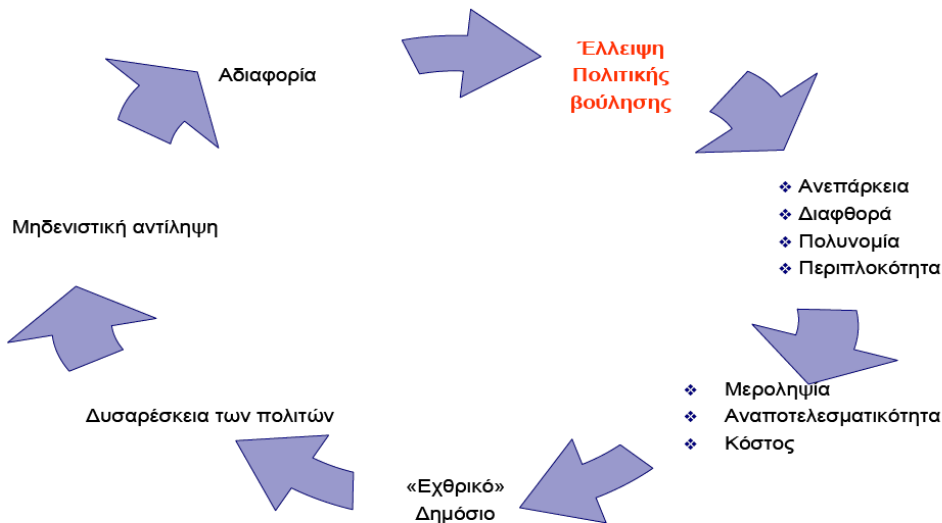 Αδιαφορία
Έλλειψη
Πολιτικής
βούλησης
❖ Ανεπάρκεια
❖ Διαφθορά
❖ Πολυνομία
❖ Περιπλοκότητα
❖ Μεροληψία
❖ Αναποτελεσματικότητα
❖ Κόστος
«Εχθρικό»
Δημόσιο
Δυσαρέσκεια των πολιτών
Μηδενιστική αντίληψη